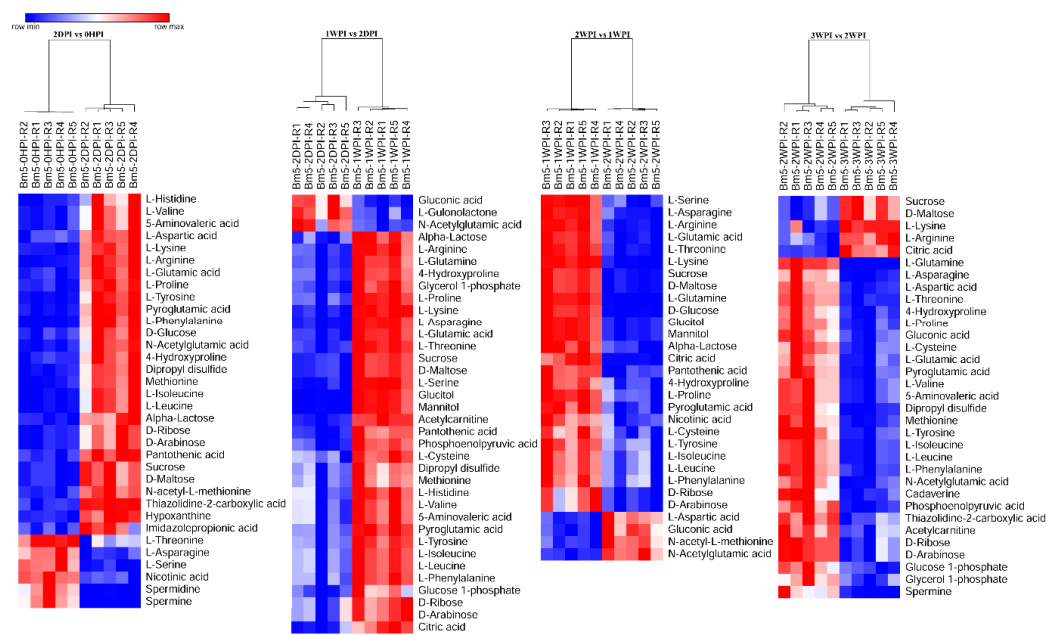 row min row max
2DPI vs 0HPI
Bm5-0HPI-R2
Bm5-0HPI-R1
Bm5-0HPI-R3
Bm5-0HPI-R4
Bm5-0HPI-R5
Bm5-2DPI-R2
Bm5-2DPI-R1
Bm5-2DPI-R3
Bm5-2DPI-R5
Bm5-2DPI-R4
L-Histidine
L-Valine
5-Aminovaleric acid
L-Aspartic acid
L-Lysine
L-Arginine
L-Glutamic acid
L-Proline
L-Tyrosine
Pyroglutamic acid
L-Phenylalanine
D-Glucose
N-Acetylglutamic acid
4-Hydroxyproline
Dipropyl disulfide
Methionine
L-Isoleucine
L-Leucine
Alpha-Lactose
D-Ribose
D-Arabinose
Pantothenic acid
Sucrose
D-Maltose
N-acetyl-L-methionine
Thiazolidine-2-carboxylic acid
Hypoxanthine
Imidazolepropionic acid
L-Threonine
L-Asparagine
L-Serine
Nicotinic acid
Spermidine
Spermine
1WPI vs 2DPI
Bm5-2DPI-R1
Bm5-2DPI-R4
Bm5-2DPI-R2
Bm5-2DPI-R3
Bm5-2DPI-R5
Bm5-1WPI-R3
Bm5-1WPI-R2
Bm5-1WPI-R1
Bm5-1WPI-R5
Bm5-1WPI-R4
Gluconic acid
L-Gulonolactone
N-Acetylglutamic acid
Alpha-Lactose
L-Arginine
L-Glutamine
4-Hydroxyproline
Glycerol 1-phosphate
L-Proline
L-Lysine
L-Asparagine
L-Glutamic acid
L-Threonine
Sucrose
D-Maltose
L-Serine
Glucitol
Mannitol
Acetylcarnitine
Pantothenic acid
Phosphoenolpyruvic acid
L-Cysteine
Dipropyl disulfide
Methionine
L-Histidine
L-Valine
5-Aminovaleric acid
Pyroglutamic acid
L-Tyrosine
L-Isoleucine
L-Leucine
L-Phenylalanine
Glucose 1-phosphate
D-Ribose
D-Arabinose
Citric acid
2WPI vs 1WPI
Bm5-1WPI-R3
Bm5-1WPI-R2
Bm5-1WPI-R1
Bm5-1WPI-R5
Bm5-1WPI-R4
Bm5-2WPI-R1
Bm5-2WPI-R4
Bm5-2WPI-R2
Bm5-2WPI-R3
Bm5-2WPI-R5
L-Serine
L-Asparagine
L-Arginine
L-Glutamic acid
L-Threonine
L-Lysine
Sucrose
D-Maltose
L-Glutamine
D-Glucose
Glucitol
Mannitol
Alpha-Lactose
Citric acid
Pantothenic acid
4-Hydroxyproline
L-Proline
Pyroglutamic acid
Nicotinic acid
L-Cysteine
L-Tyrosine
L-Isoleucine
L-Leucine
L-Phenylalanine
D-Ribose
D-Arabinose
L-Aspartic acid
Gluconic acid
N-acetyl-L-methionine
N-Acetylglutamic acid
3WPI vs 2WPI
Bm5-2WPI-R2
Bm5-2WPI-R1
Bm5-2WPI-R3
Bm5-2WPI-R4
Bm5-2WPI-R5
Bm5-3WPI-R1
Bm5-3WPI-R3
Bm5-3WPI-R2
Bm5-3WPI-R5
Bm5-3WPI-R4
Sucrose
D-Maltose
L-Lysine
L-Arginine
Citric acid
L-Glutamine
L-Asparagine
L-Aspartic acid
L-Threonine
4-Hydroxyproline
L-Proline
Gluconic acid
L-Cysteine
L-Glutamic acid
Pyroglutamic acid
L-Valine
5-Aminovaleric acid
Dipropyl disulfide
Methionine
L-Tyrosine
L-Isoleucine
L-Leucine
L-Phenylalanine
N-Acetylglutamic acid
Cadaverine
Phosphoenolpyruvic acid
Thiazolidine-2-carboxylic acid
Acetylcarnitine
D-Ribose
D-Arabinose
Glucose 1-phosphate
Glycerol 1-phosphate
Spermine